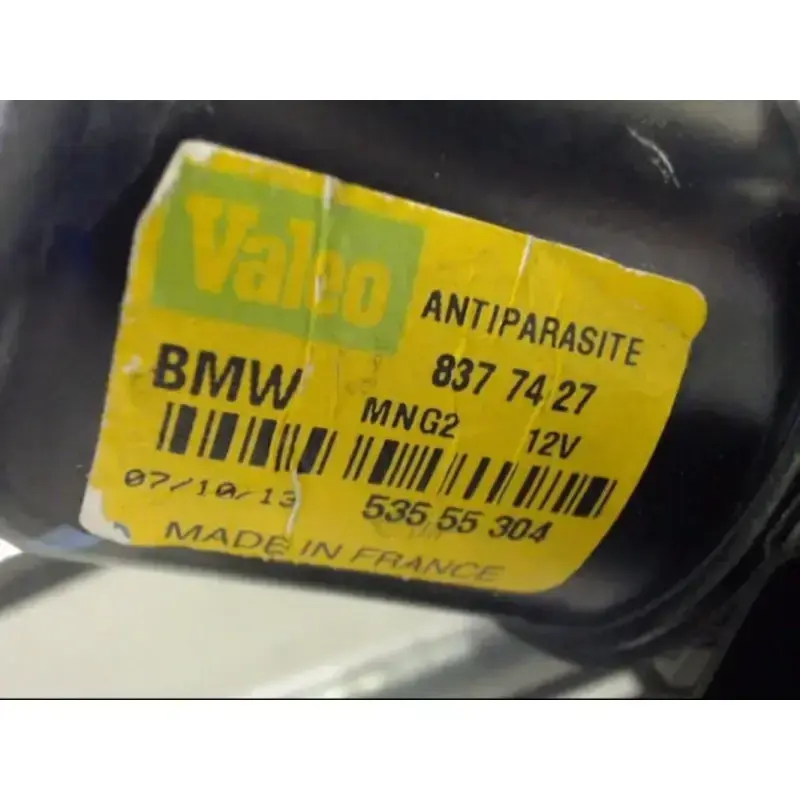 Valeo
ANTIPARASITE
BMW
837 74 27
MNG2 12V
07/10/13
535 55 304
MADE IN FRANCE